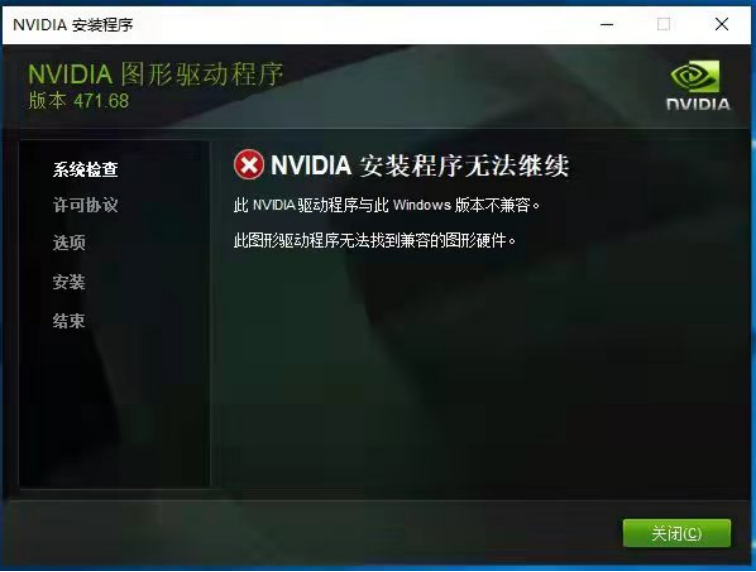 NVIDIA 安装程序
NVIDIA 图形驱动程序
版本 471.68
NVIDIA
系统检查
许可协议
选项
安装
结束
NVIDIA 安装程序无法继续
此 NVIDIA 驱动程序与此 Windows 版本不兼容。
此图形驱动程序无法找到兼容的图形硬件。
关闭(C)